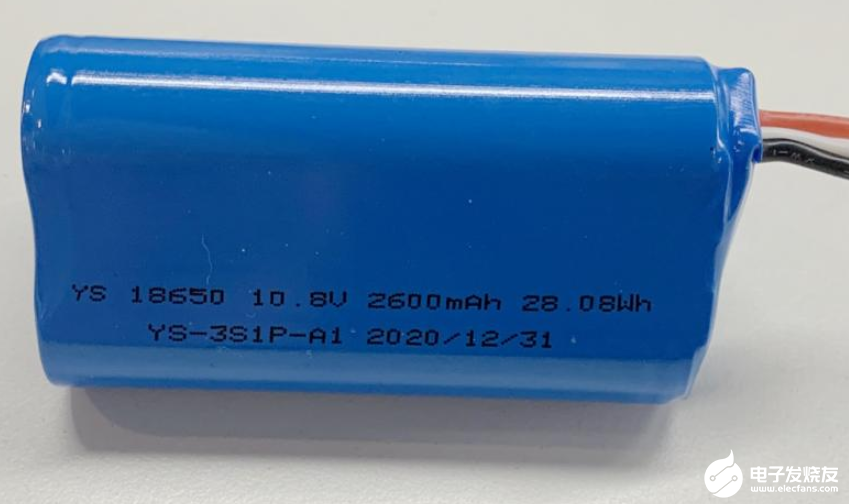 YS 18650 10.8V 2600mAh 28.08Wh
YS-3S1P-A1 2020/12/31
电子发烧友
www.elecfans.com